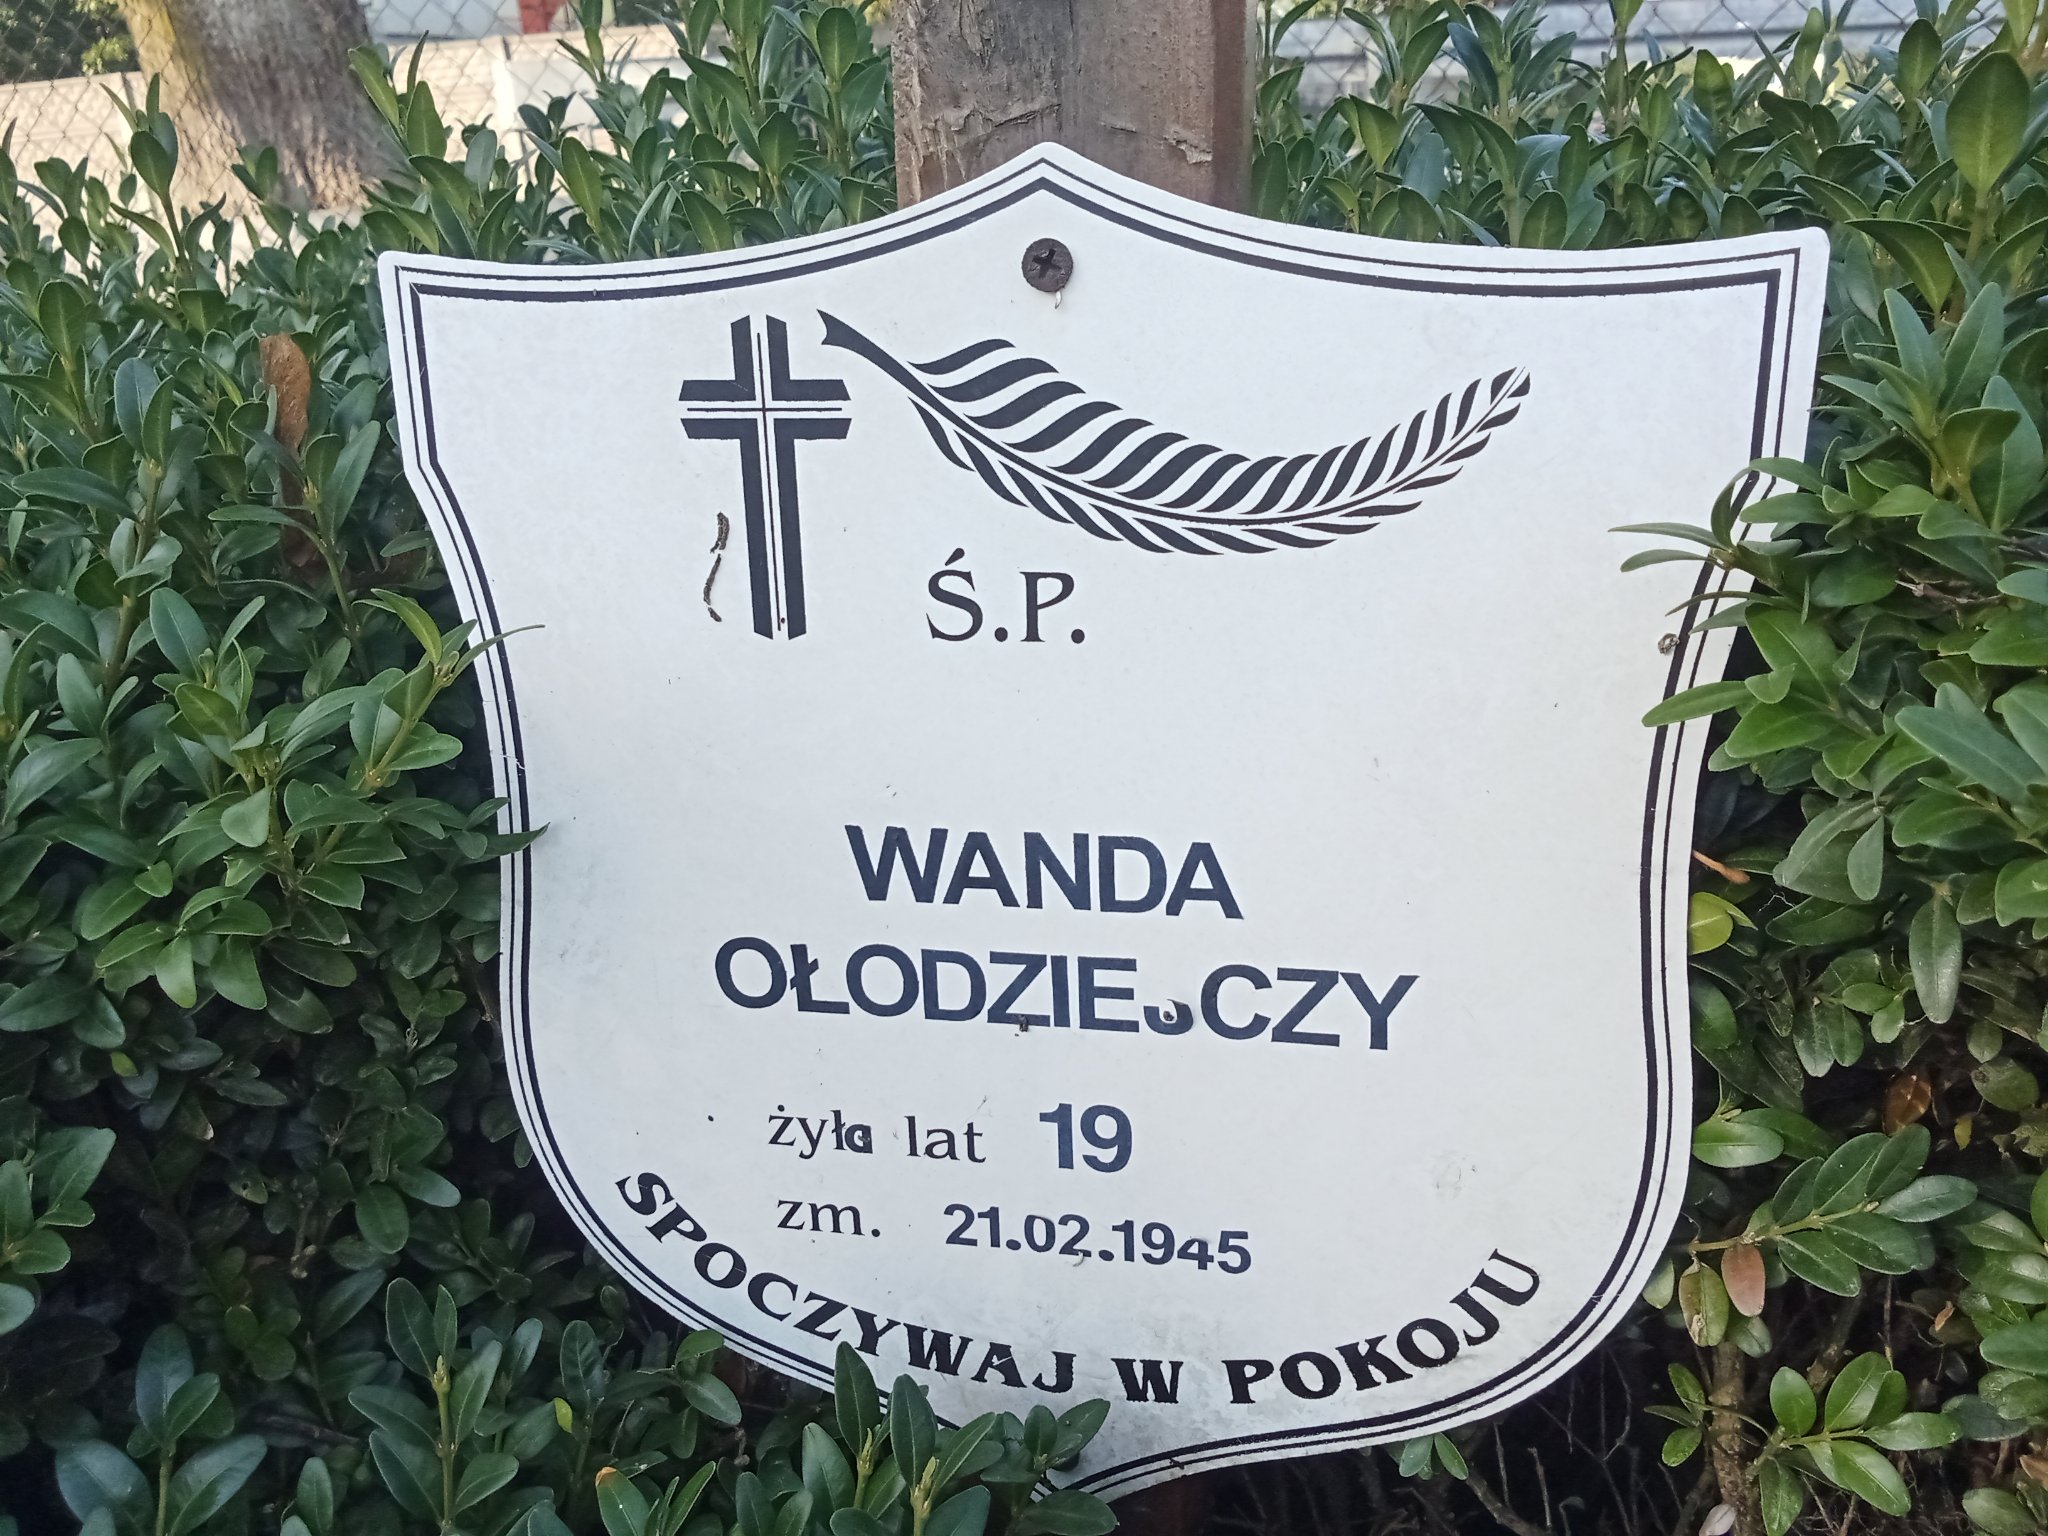 Ś.P.
WANDA
OŁODZIEJCZY
żyła lat 19
zm. 21.02.1945
SPOCZYWAJ W POKOJU